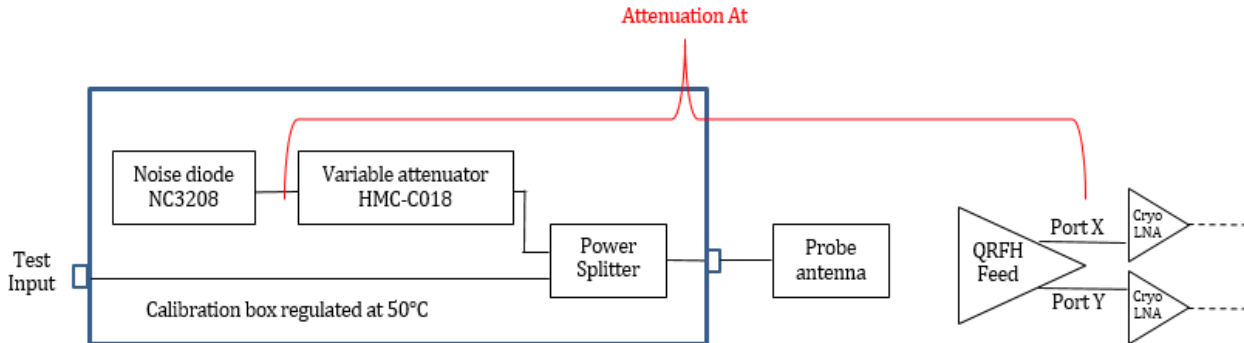 Attenuation At
Noise diode
NC3208
Variable attenuator
HMC-C018
Test
Input
Power
Splitter
Calibration box regulated at 50°C
Probe
antenna
QRFH
Feed
Port X
Port Y
Cryo
LNA
Cryo
LNA